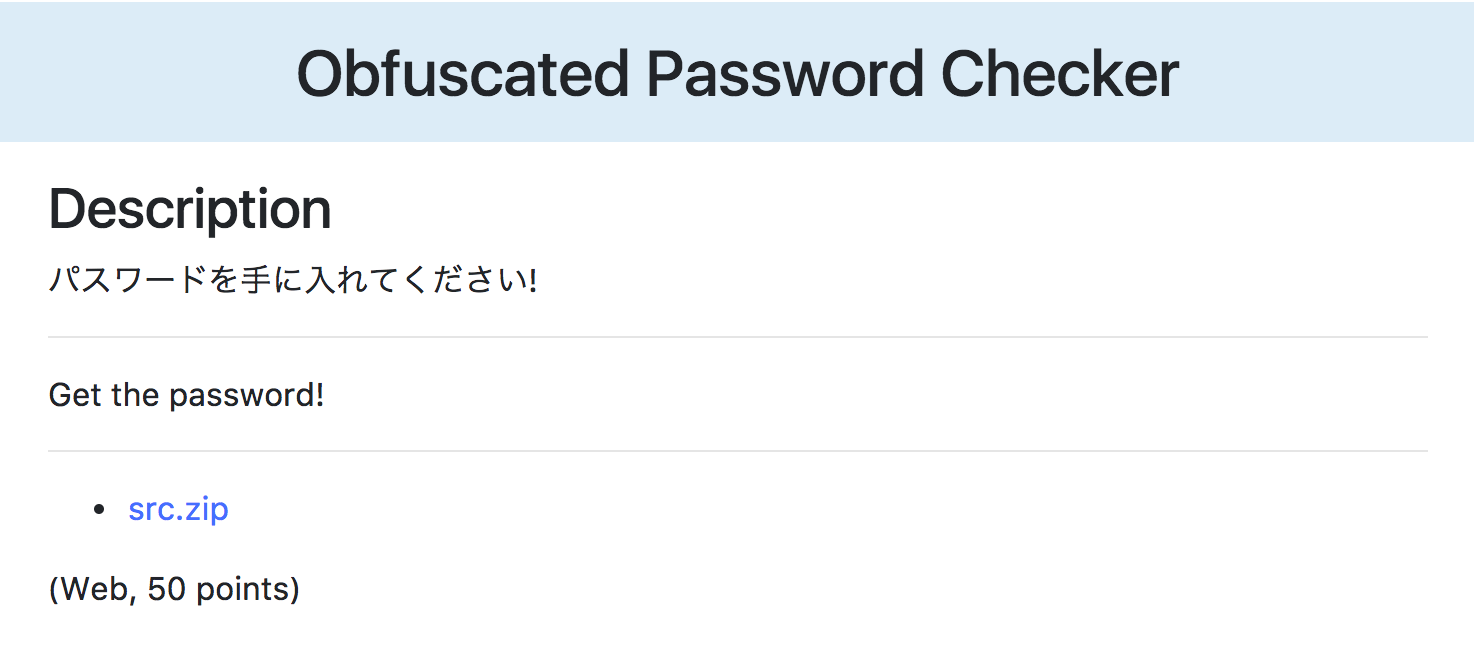 Obfuscated Password Checker
Description
パスワードを手に入れてください!
Get the password!
• src.zip
(Web, 50 points)